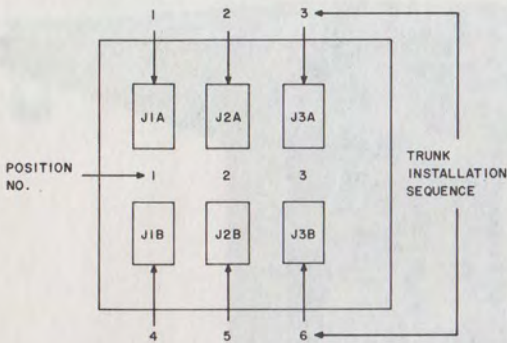 1 2 3
J1A J2A J3A
POSITION NO.
1 2 3
TRUNK
INSTALLATION
SEQUENCE
J1B J2B J3B
4 5 6